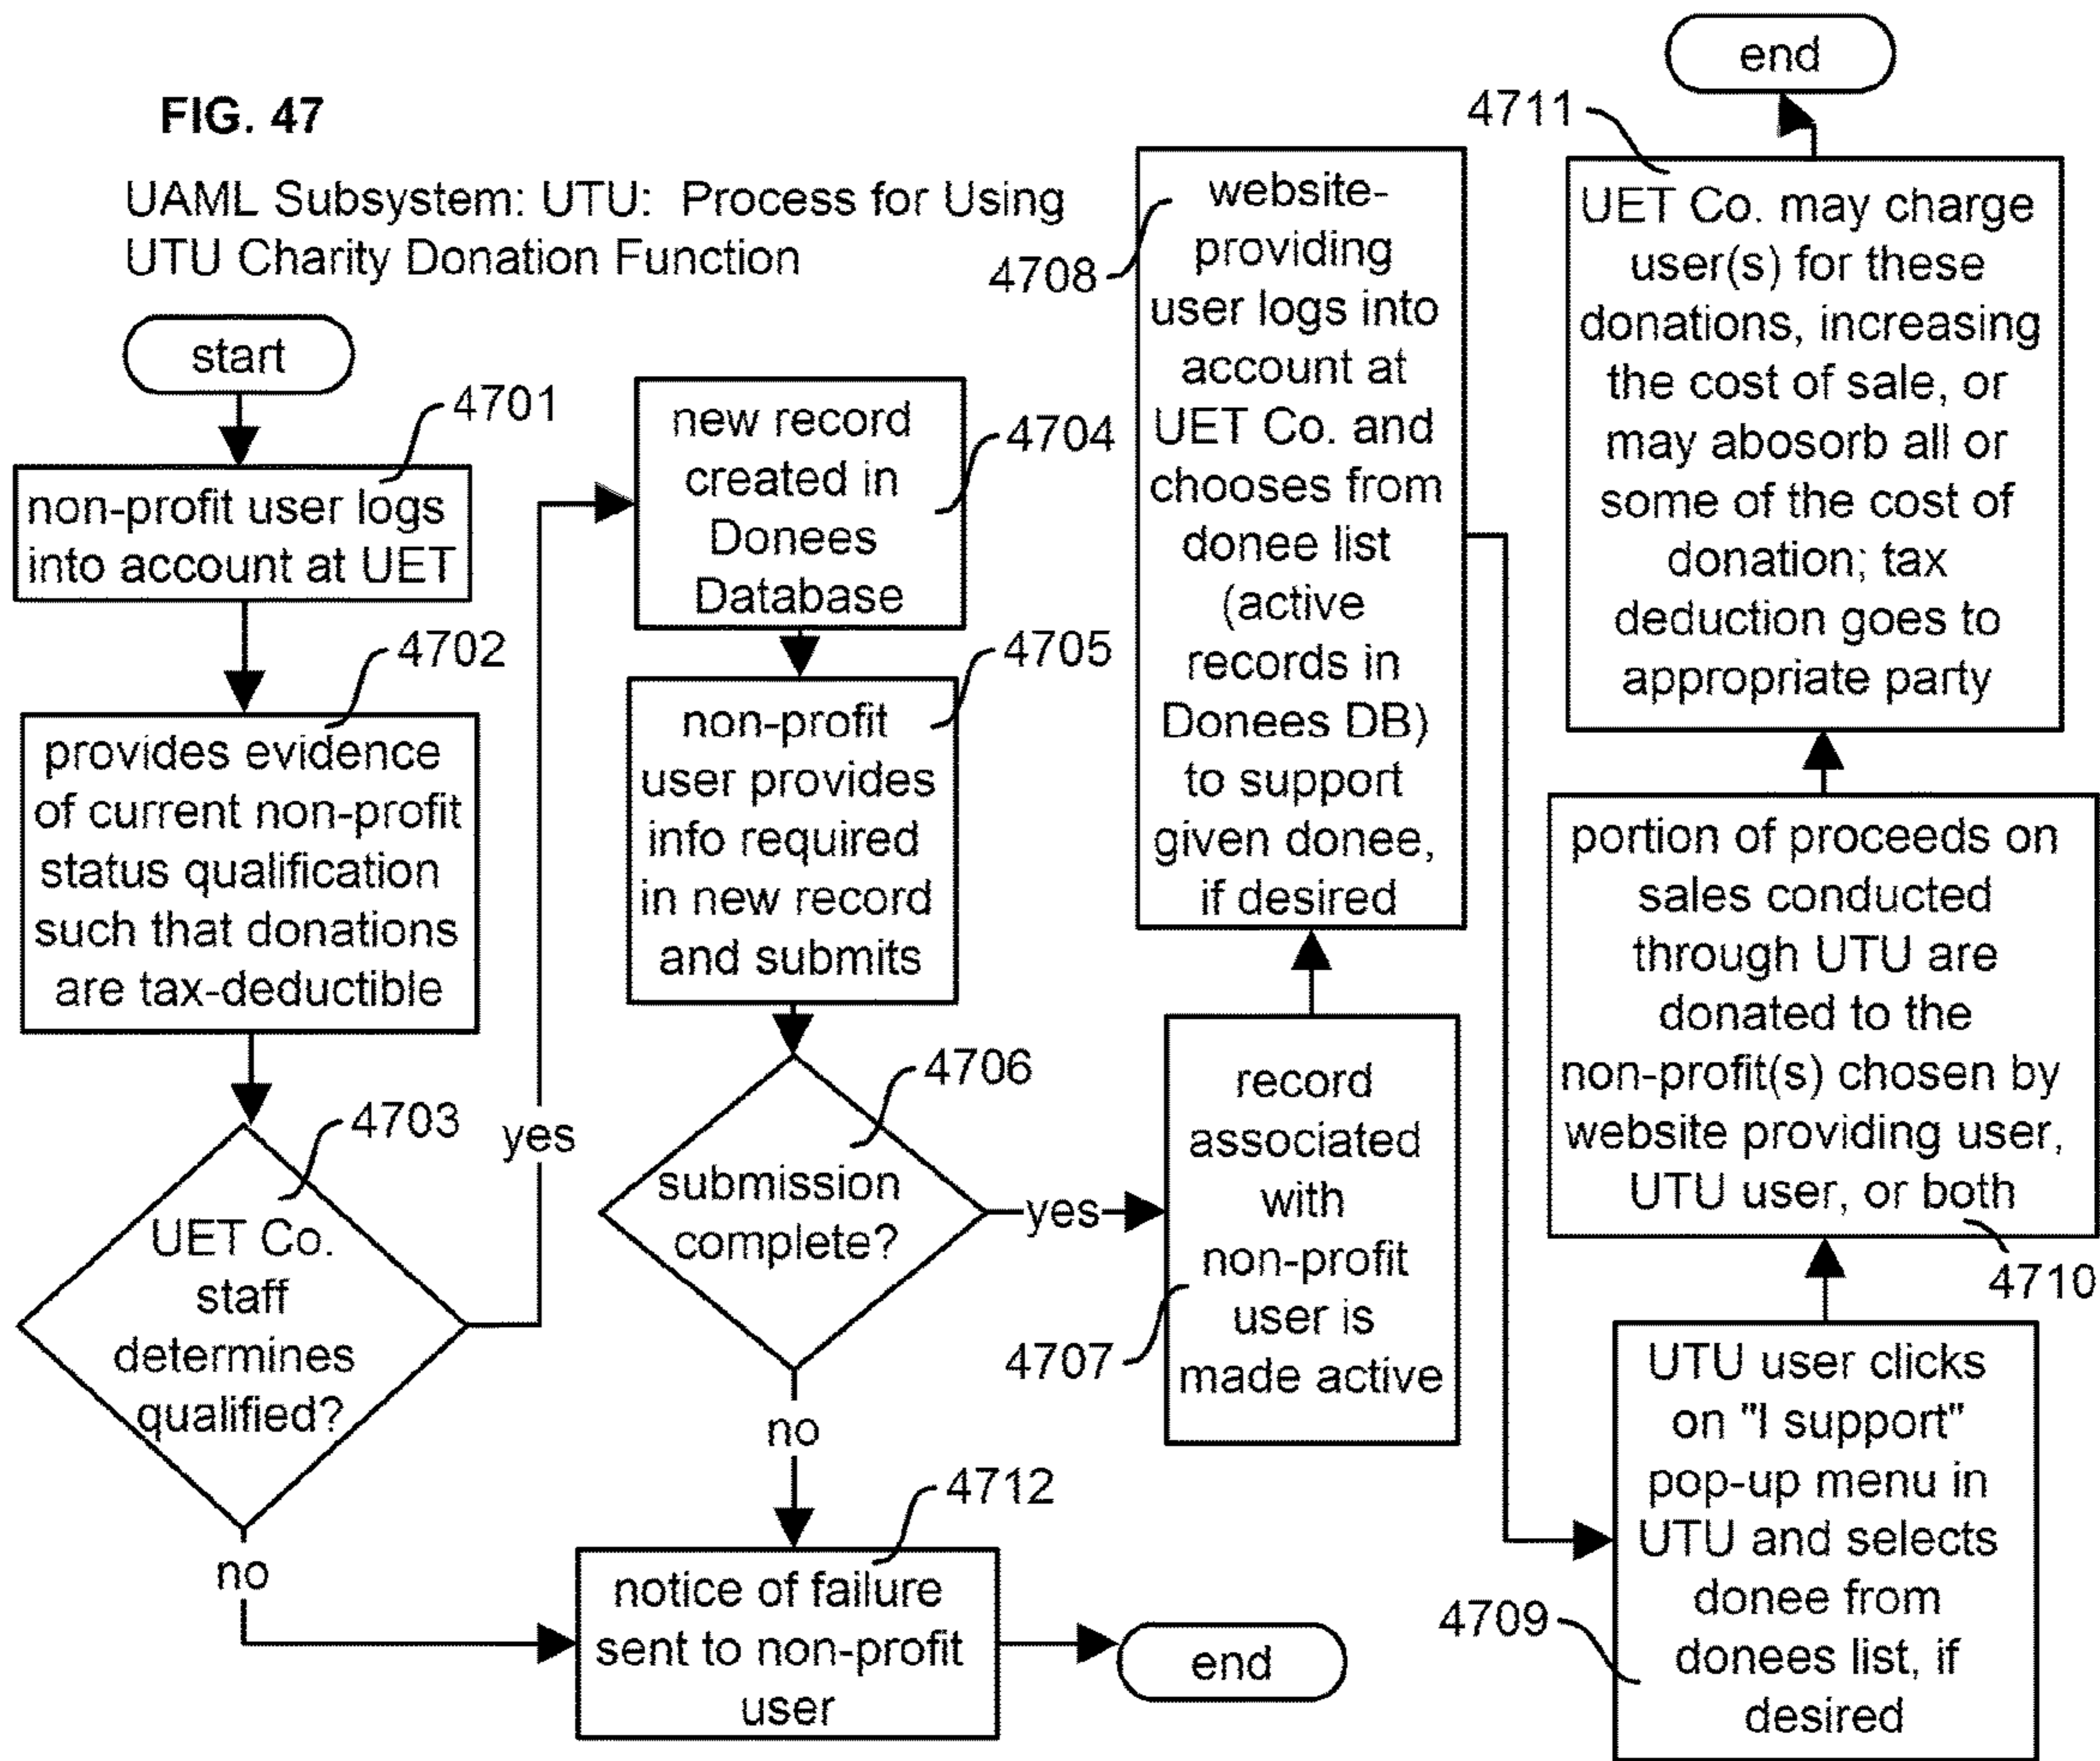 FIG. 47
UAML Subsystem: UTU: Process for Using
UTU Charity Donation Function
start
4701
non-profit user logs
into account at UET
4702
provides evidence
of current non-profit
status qualification
such that donations
are tax-deductible
4703
UET Co.
staff
determines
qualified?
yes
no
4704
new record
created in
Donees
Database
4705
non-profit
user provides
info required
in new record
and submits
4706
submission
complete?
yes
no
4712
notice of failure
sent to non-profit
user
end
4707
record
associated
with
non-profit
user is
made active
4708
website-
providing
user logs into
account at
UET Co. and
chooses from
donee list
(active
records in
Donees DB)
to support
given donee,
if desired
4709
UTU user clicks
on "I support"
pop-up menu in
UTU and selects
donee from
donees list, if
desired
4710
portion of proceeds on
sales conducted
through UTU are
donated to the
non-profit(s) chosen by
website providing user,
UTU user, or both
4711
UET Co. may charge
user(s) for these
donations, increasing
the cost of sale, or
may abosorb all or
some of the cost of
donation; tax
deduction goes to
appropriate party
end